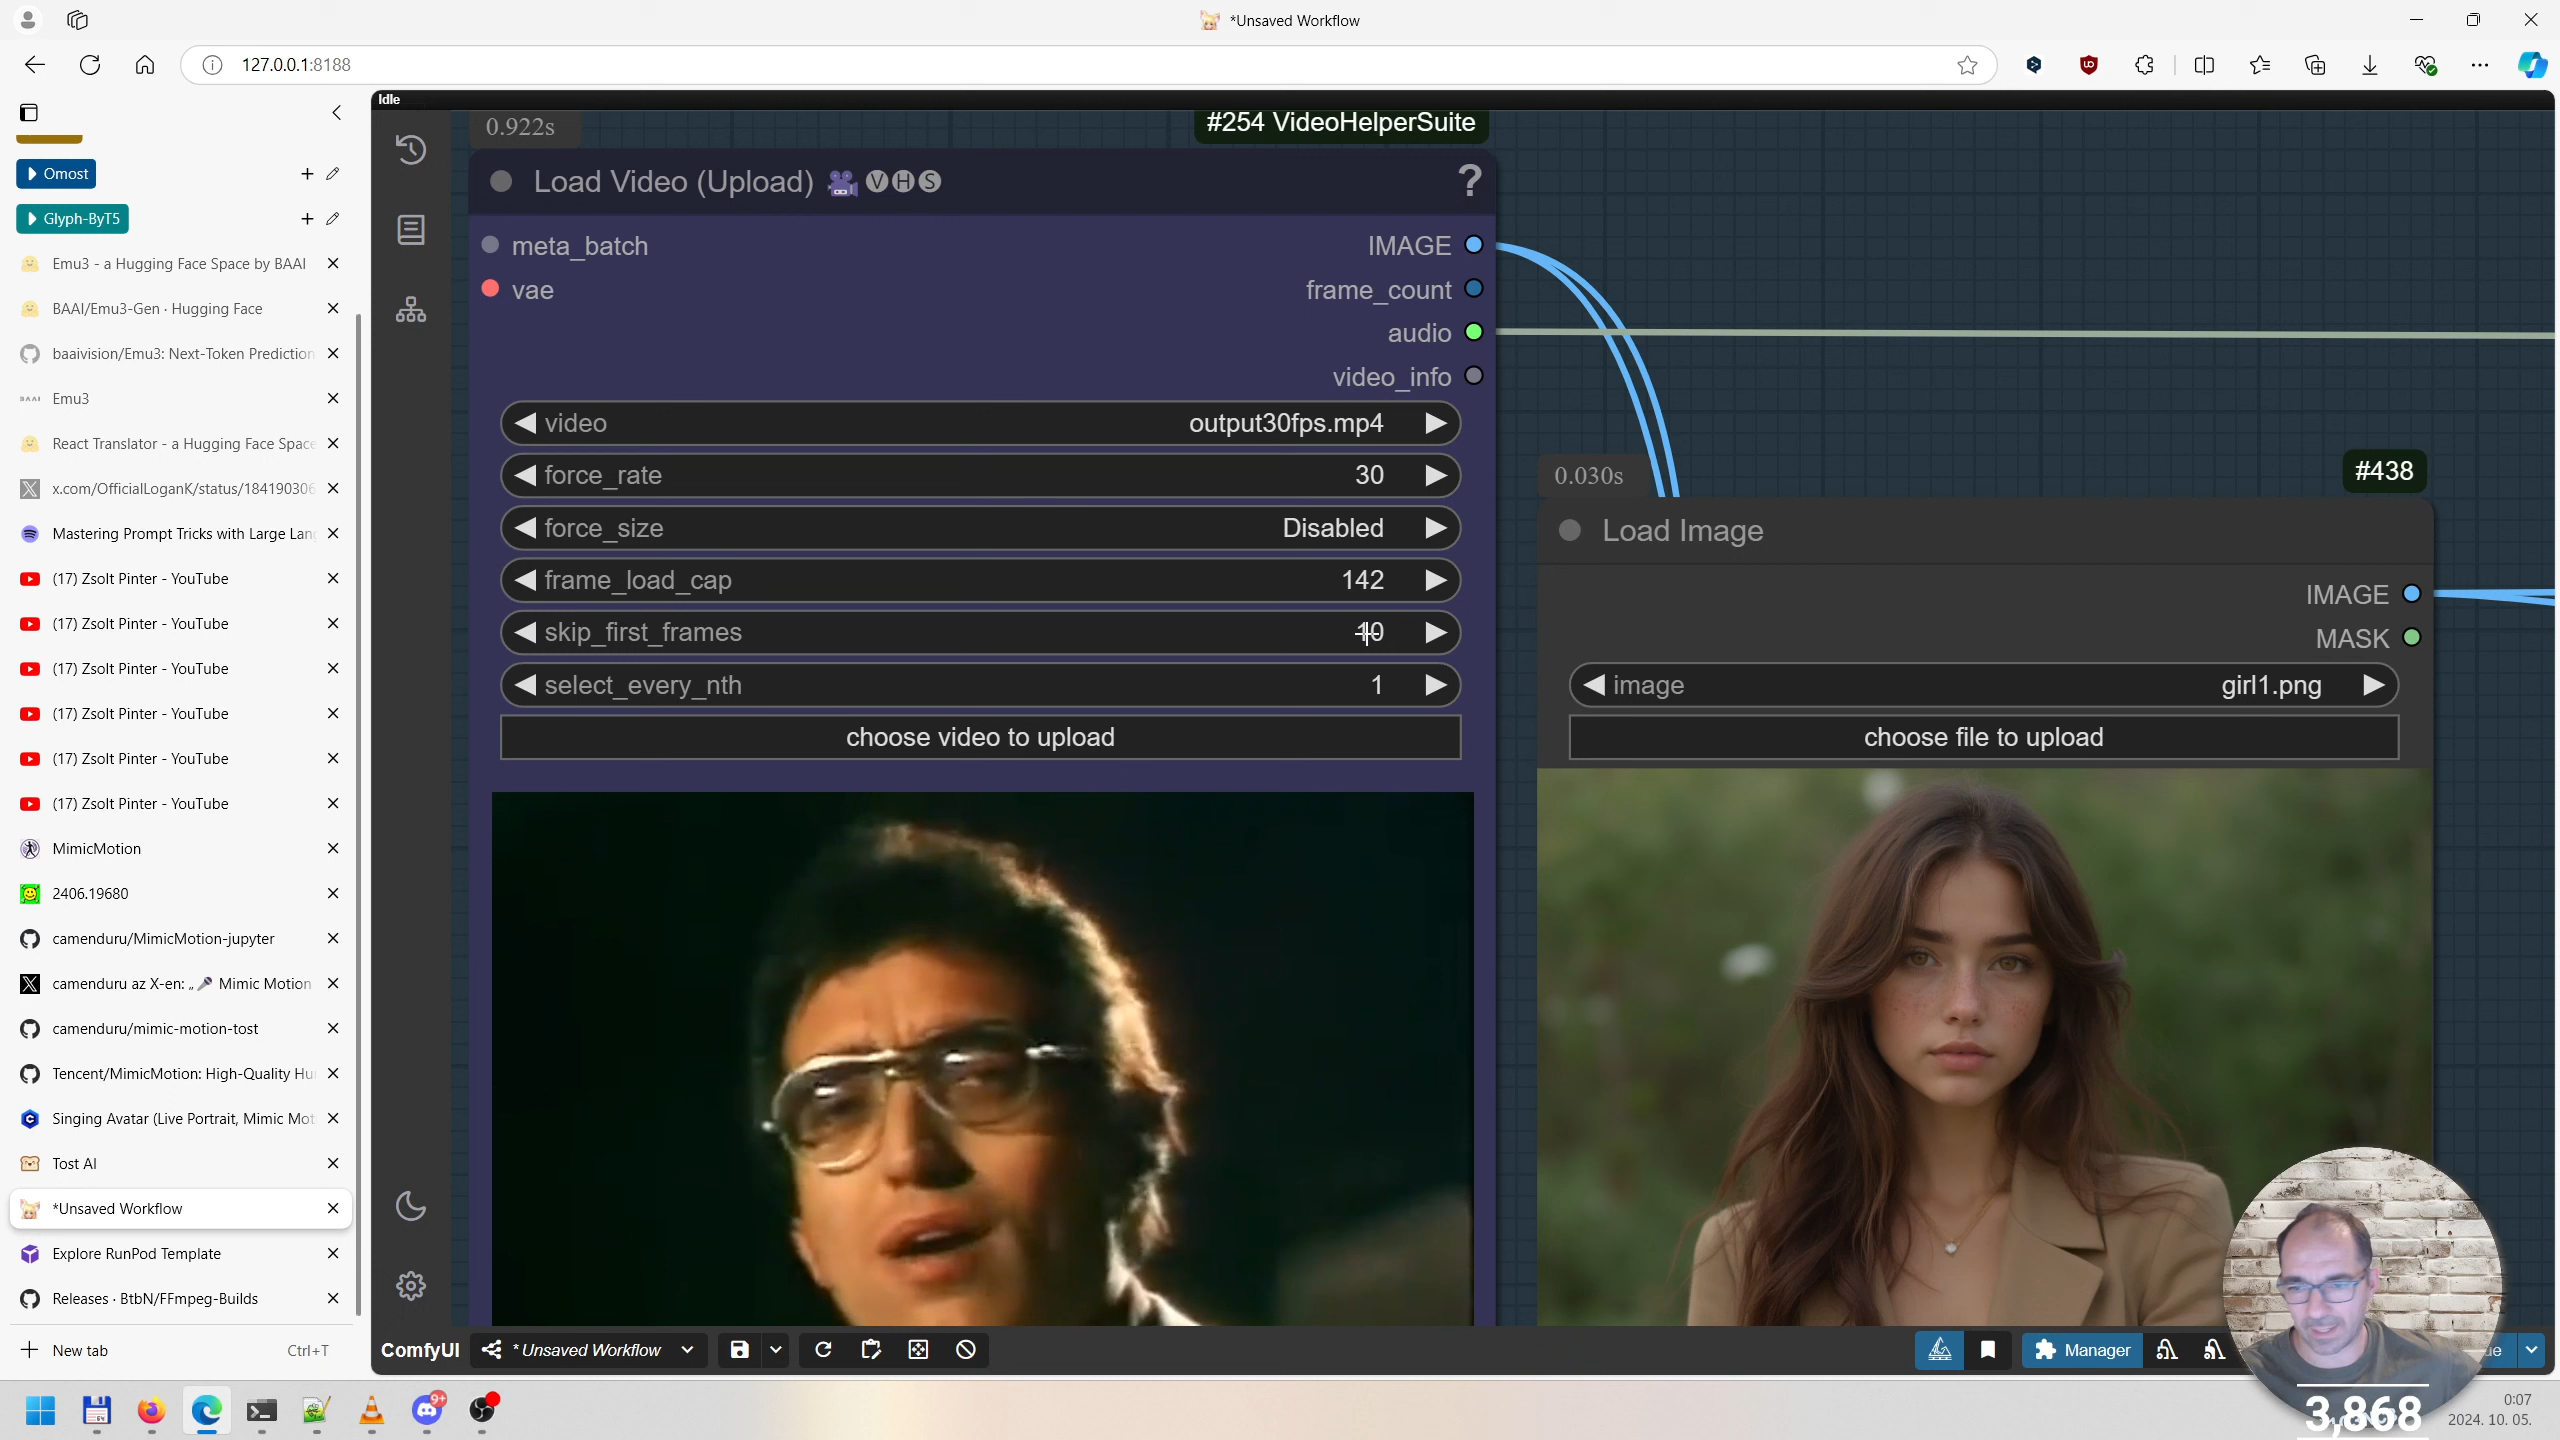 *Unsaved Workflow
127.0.0.1:8188
Idle
Omost
Glyph-ByT5
Emu3 - a Hugging Face Space by BAAI
BAAI/Emu3-Gen · Hugging Face
baaivision/Emu3: Next-Token Prediction
Emu3
React Translator - a Hugging Face Space
x.com/OfficialLoganK/status/184190306
Mastering Prompt Tricks with Large Lan
(17) Zsolt Pinter - YouTube
(17) Zsolt Pinter - YouTube
(17) Zsolt Pinter - YouTube
(17) Zsolt Pinter - YouTube
(17) Zsolt Pinter - YouTube
(17) Zsolt Pinter - YouTube
MimicMotion
2406.19680
camenduru/MimicMotion-jupyter
camenduru az X-en: „🎤 Mimic Motion
camenduru/mimic-motion-tost
Tencent/MimicMotion: High-Quality Hu
Singing Avatar (Live Portrait, Mimic Mot
Tost AI
*Unsaved Workflow
Explore RunPod Template
Releases · BtbN/FFmpeg-Builds
New tab Ctrl+T
0.922s
#254 VideoHelperSuite
Load Video (Upload) 🎥🅥🅗🅢 ?
meta_batch IMAGE
vae frame_count
audio
video_info
video output30fps.mp4
force_rate 30
force_size Disabled
frame_load_cap 142
skip_first_frames 10
select_every_nth 1
choose video to upload
0.030s
#438
Load Image
IMAGE
MASK
image girl1.png
choose file to upload
ComfyUI
*Unsaved Workflow
Manager
ue
9+
3,868
0:07
2024. 10. 05.